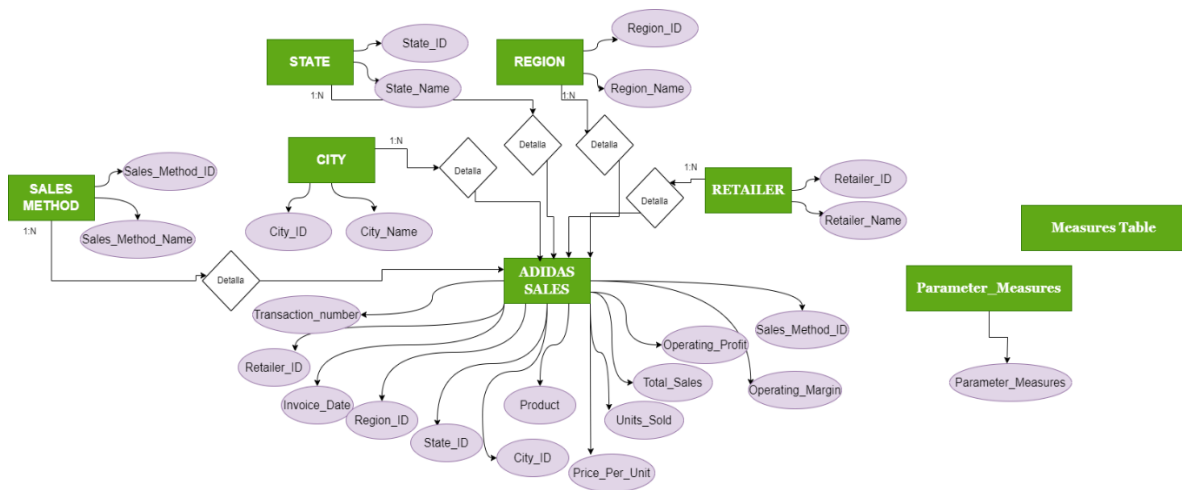 Region_ID
State_ID
STATE
REGION
State_Name
Region_Name
1:N
1:N
Detalla
Detalla
1:N
CITY
Detalla
1:N
Sales_Method_ID
SALES
METHOD
RETAILER
Retailer_ID
Detalla
Retailer_Name
City_ID
City_Name
Measures Table
1:N
Sales_Method_Name
Detalla
ADIDAS
SALES
Parameter_Measures
Transaction_number
Sales_Method_ID
Operating_Profit
Retailer_ID
Total_Sales
Operating_Margin
Parameter_Measures
Invoice_Date
Product
Region_ID
Units_Sold
State_ID
City_ID
Price_Per_Unit